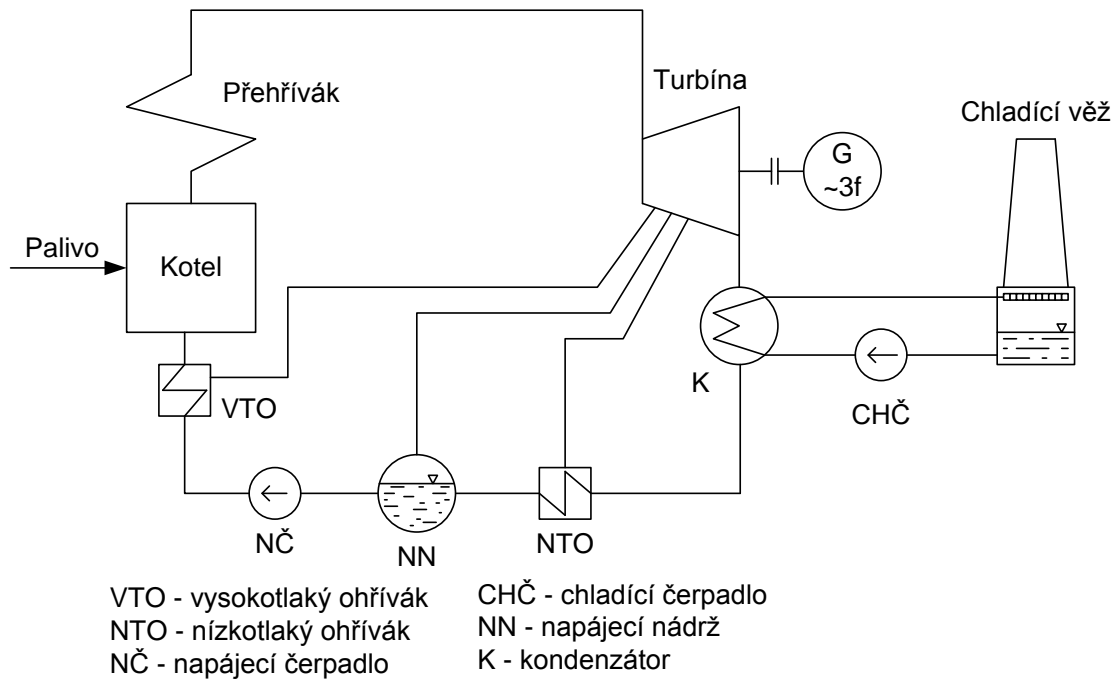 Přehřívák
Turbína
Chladící věž
G
~3f
Palivo
Kotel
K
VTO
CHČ
NČ
NN
NTO
VTO - vysokotlaký ohřívák
NTO - nízkotlaký ohřívák
NČ - napájecí čerpadlo
CHČ - chladící čerpadlo
NN - napájecí nádrž
K - kondenzátor